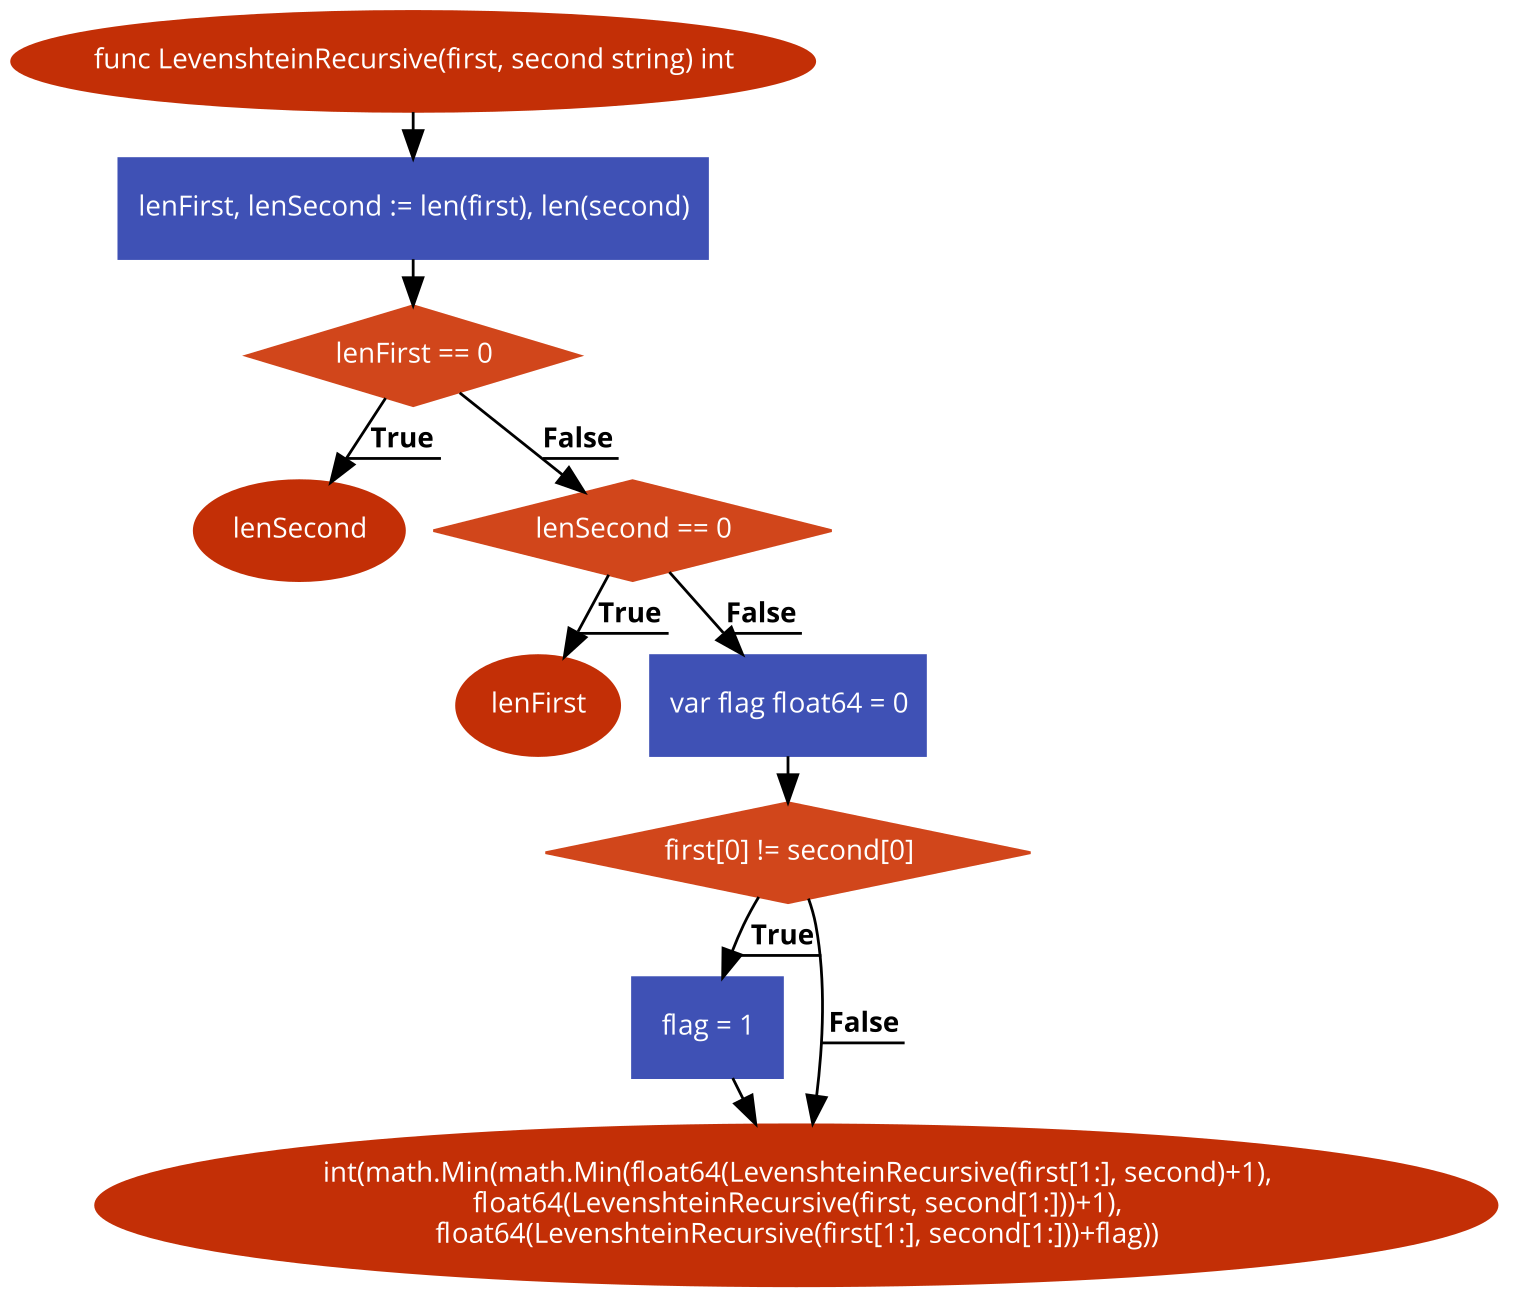 func LevenshteinRecursive(first, second string) int
lenFirst, lenSecond := len(first), len(second)
lenFirst == 0
True
False
lenSecond
lenSecond == 0
True
False
lenFirst
var flag float64 = 0
first[0] != second[0]
True
flag = 1
False
int(math.Min(math.Min(float64(LevenshteinRecursive(first[1:], second)+1),
float64(LevenshteinRecursive(first, second[1:]))+1),
float64(LevenshteinRecursive(first[1:], second[1:]))+flag))